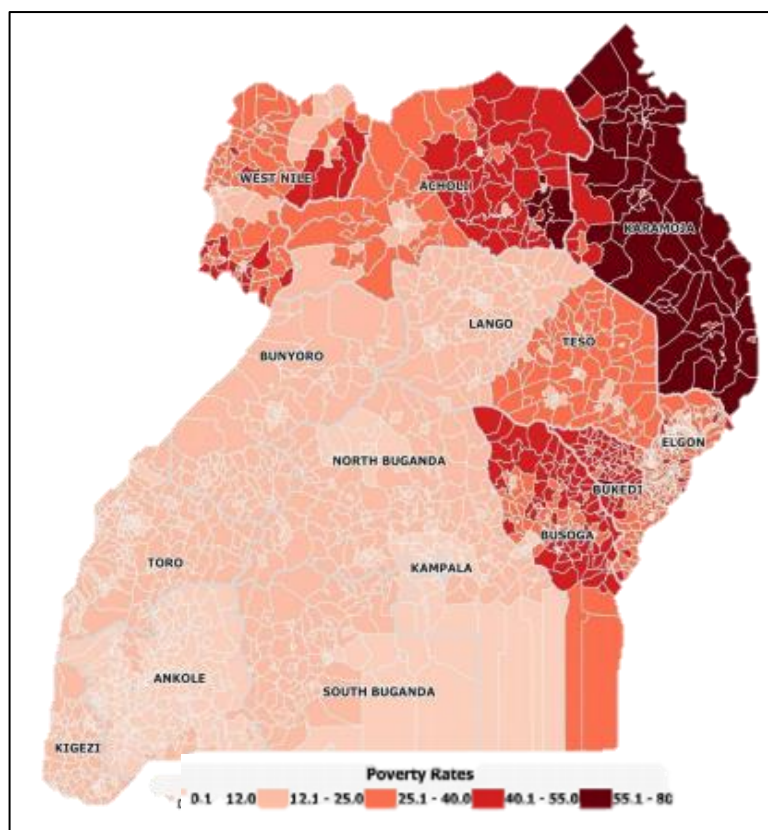 WEST NILE
ACHOLI
KARAMOJA
LANGO
TESO
BUNYORO
ELGON
NORTH BUGANDA
BUKEDI
BUSOGA
TORO
KAMPALA
ANKOLE
SOUTH BUGANDA
KIGEZI
Poverty Rates
0.1 12.0 12.1 - 25.0 25.1 - 40.0 40.1 - 55.0 55.1 - 80